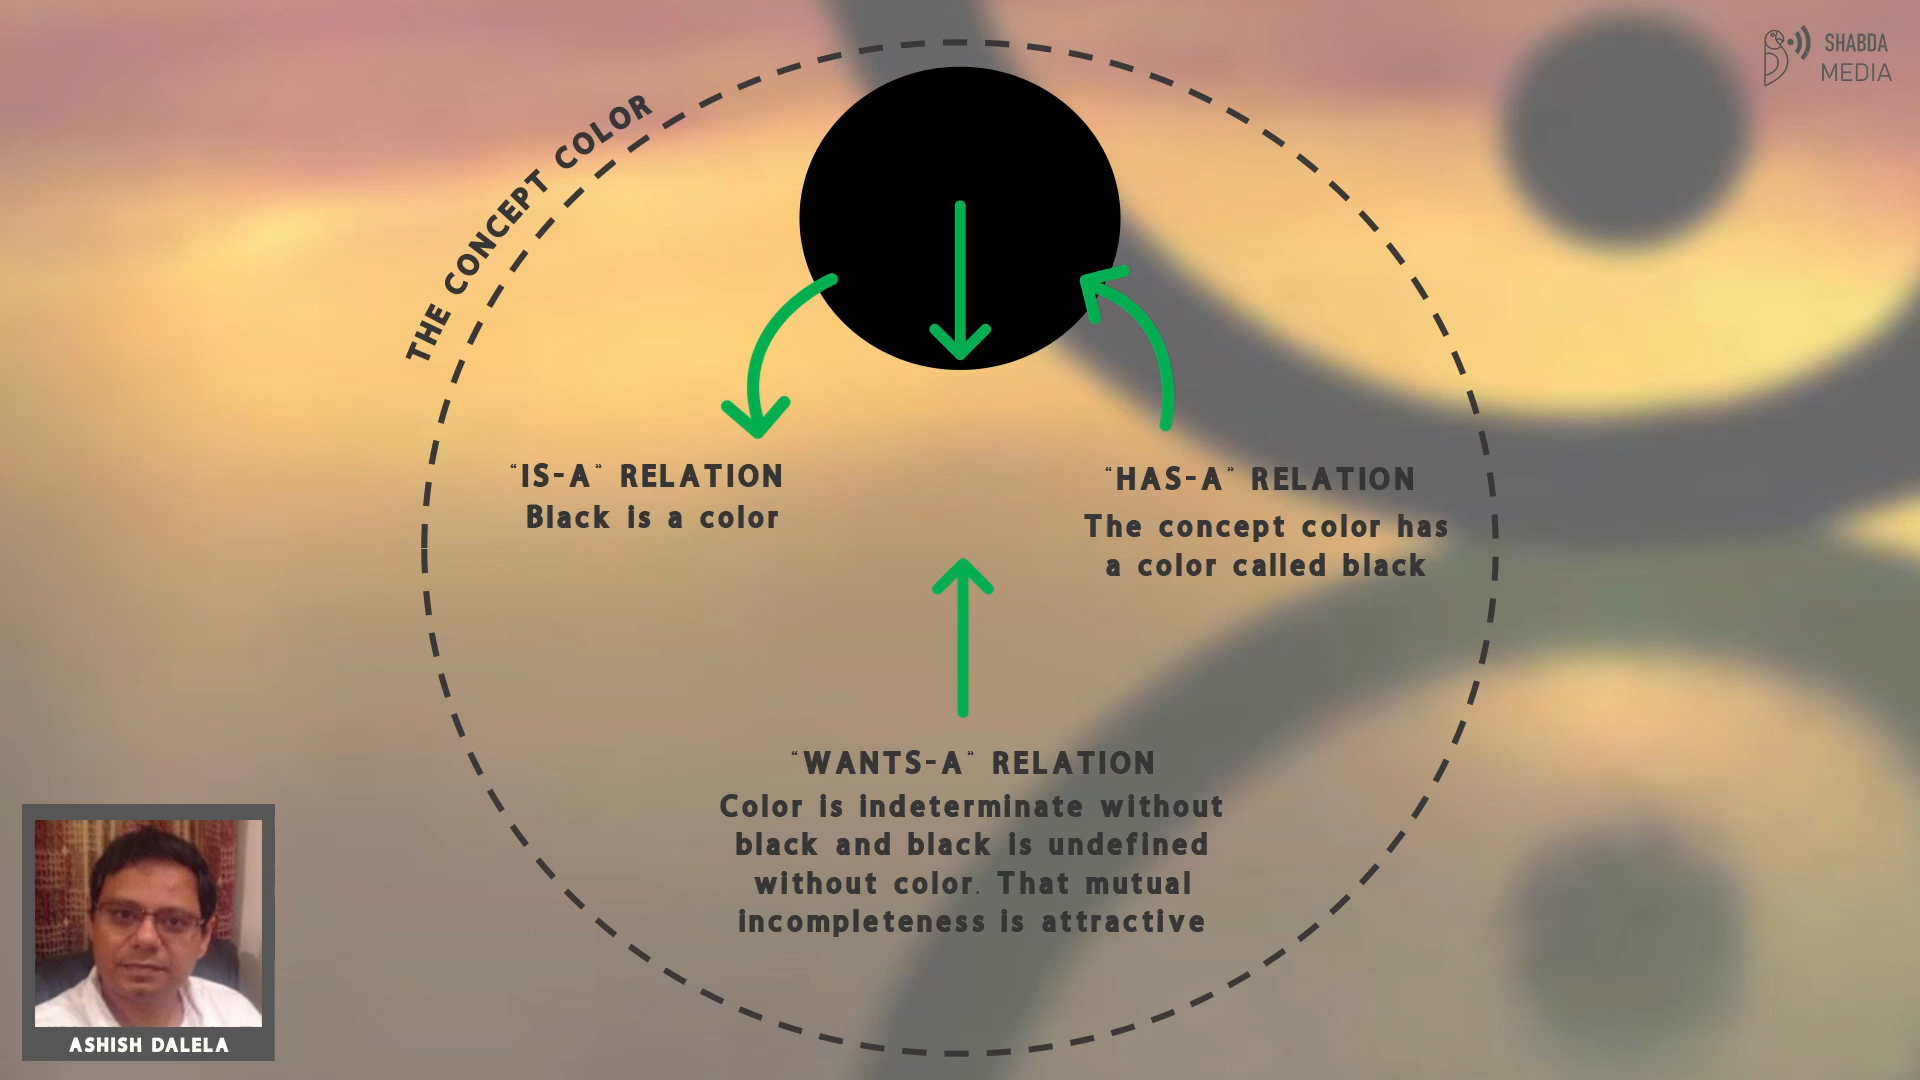 SHABDA
MEDIA
THE CONCEPT COLOR
"IS-A" RELATION
Black is a color
"HAS-A" RELATION
The concept color has
a color called black
"WANTS-A" RELATION
Color is indeterminate without
black and black is undefined
without color. That mutual
incompleteness is attractive
ASHISH DALELA